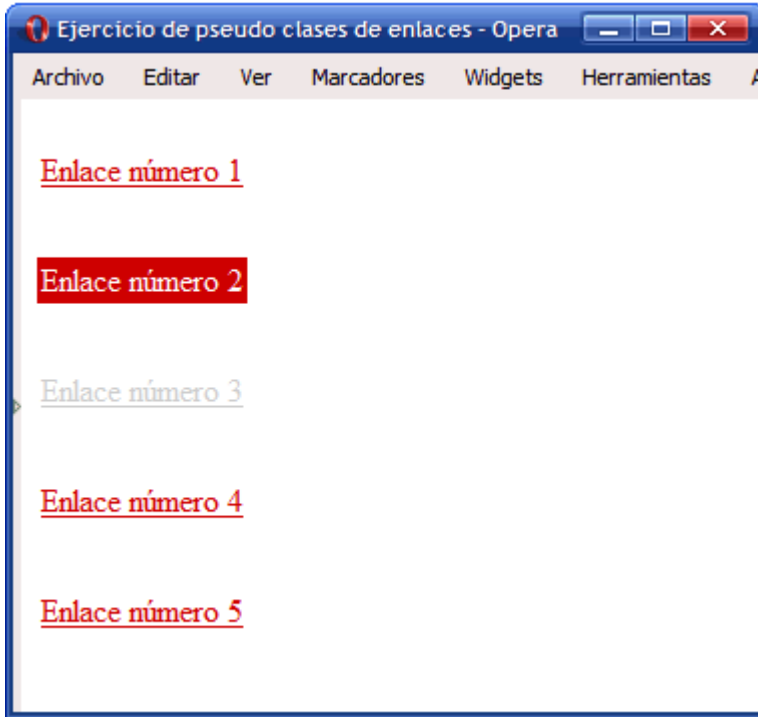 Ejercicio de pseudo clases de enlaces - Opera
Archivo Editar Ver Marcadores Widgets Herramientas A
Enlace número 1
Enlace número 2
Enlace número 3
Enlace número 4
Enlace número 5